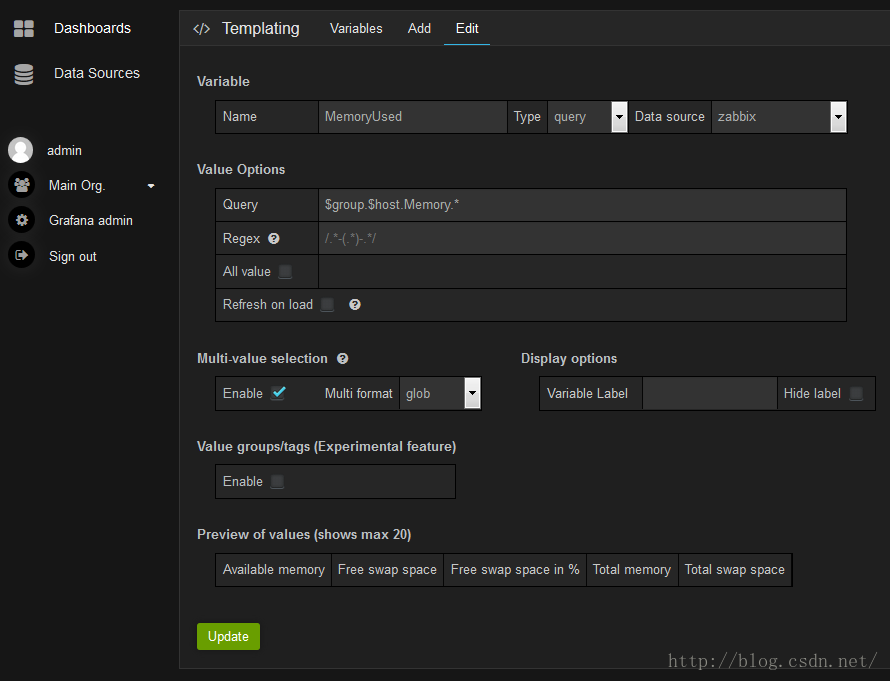 Dashboards
Data Sources
admin
Main Org.
Grafana admin
Sign out
Templating Variables Add Edit
Variable
Name MemoryUsed Type query Data source zabbix
Value Options
Query $group.$host.Memory.*
Regex /.*-(.*)-.*/
All value
Refresh on load
Multi-value selection
Enable Multi format glob
Display options
Variable Label Hide label
Value groups/tags (Experimental feature)
Enable
Preview of values (shows max 20)
Available memory Free swap space Free swap space in % Total memory Total swap space
Update
http://blog.csdn.net/